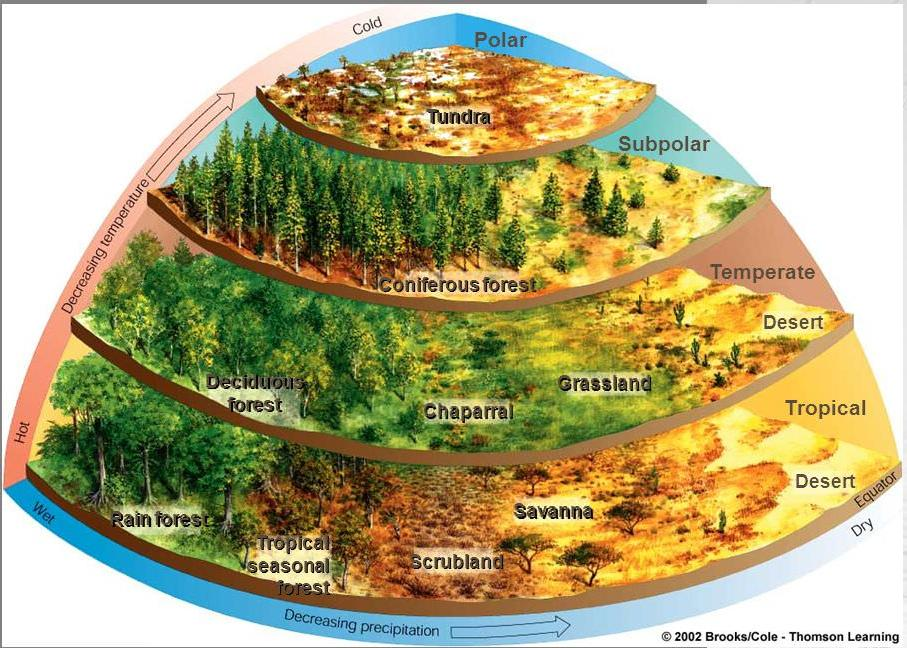 Cold
Polar
Tundra
Subpolar
Decreasing temperature
Coniferous forest
Temperate
Desert
Deciduous
forest
Grassland
Chaparral
Tropical
Hot
Desert
Equator
Wet
Rain forest
Savanna
Dry
Tropical
seasonal
forest
Scrubland
Decreasing precipitation
© 2002 Brooks/Cole - Thomson Learning